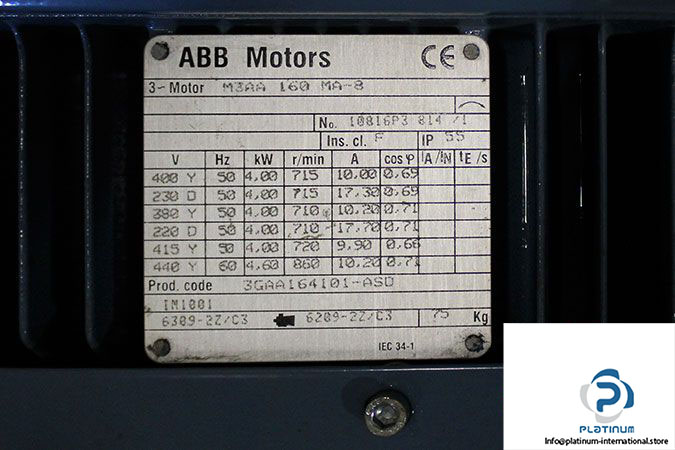 ABB Motors CE
3~ Motor M3AA 160 MA-8
No. 10816P3 814 /1
Ins. cl. F IP 55
V Hz kW r/min A cos φ IA/IN tE/s
400 Y 50 4,00 715 10,00 0,69
230 D 50 4,00 715 17,30 0,69
380 Y 50 4,00 710 10,20 0,71
220 D 50 4,00 710 17,70 0,71
415 Y 50 4,00 720 9,90 0,66
440 Y 60 4,60 860 10,20 0,71
Prod. code 3GAA164101-ASD
IM1001
6309-2Z/C3 6209-2Z/C3 75 Kg
IEC 34-1
P
PLATINUM
Info@platinum-international.store